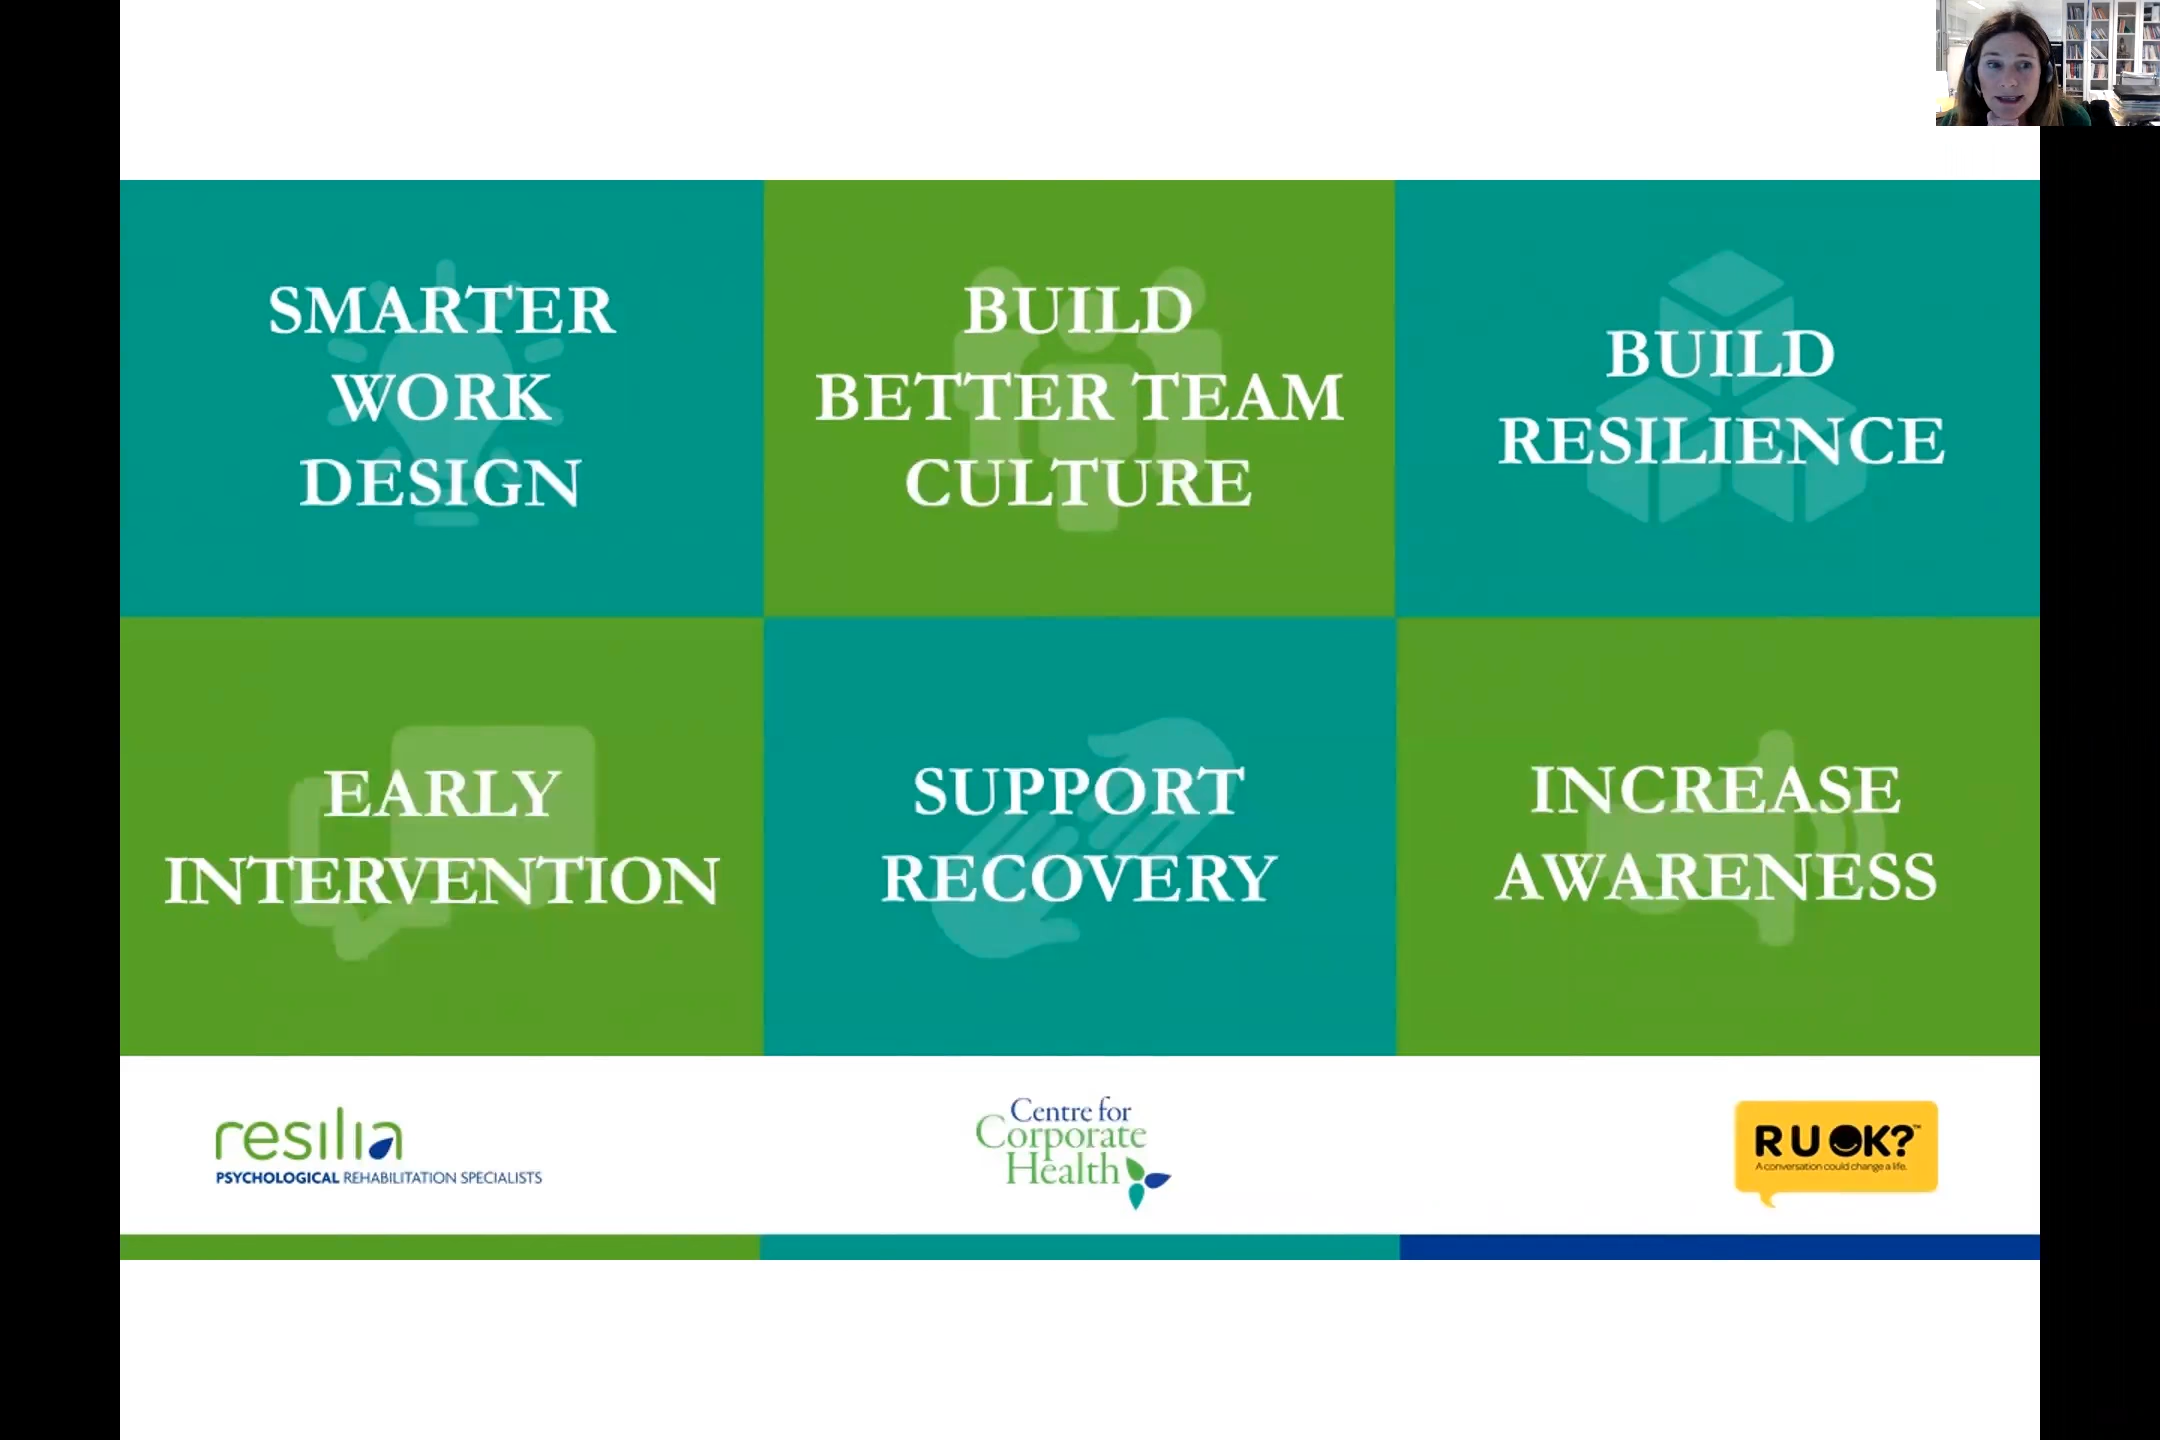 SMARTER
WORK
DESIGN
BUILD
BETTER TEAM
CULTURE
BUILD
RESILIENCE
EARLY
INTERVENTION
SUPPORT
RECOVERY
INCREASE
AWARENESS
resilia
PSYCHOLOGICAL REHABILITATION SPECIALISTS
Centre for
Corporate
Health
R U OK?™
A conversation could change a life.